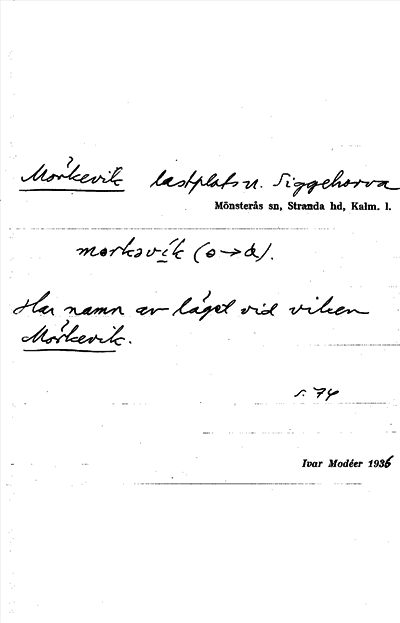 Mörkevik lastplats u. Siggehorva
Mönsterås sn, Stranda hd, Kalm. l.
morkəvik (o→ö).
Har namn av läget vid viken
Mörkevik.
s. 74
Ivar Modéer 1936